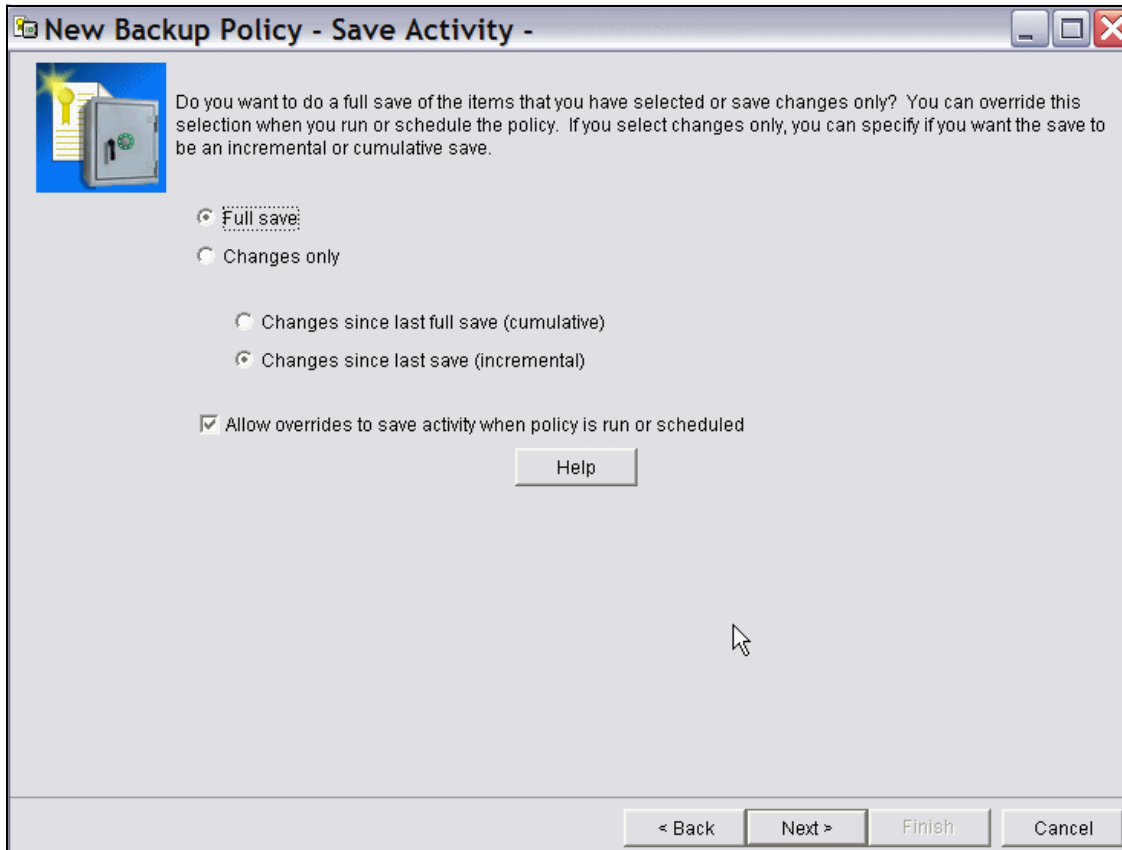 New Backup Policy - Save Activity -
Do you want to do a full save of the items that you have selected or save changes only? You can override this
selection when you run or schedule the policy. If you select changes only, you can specify if you want the save to
be an incremental or cumulative save.
Full save
Changes only
Changes since last full save (cumulative)
Changes since last save (incremental)
Allow overrides to save activity when policy is run or scheduled
Help
< Back
Next >
Finish
Cancel